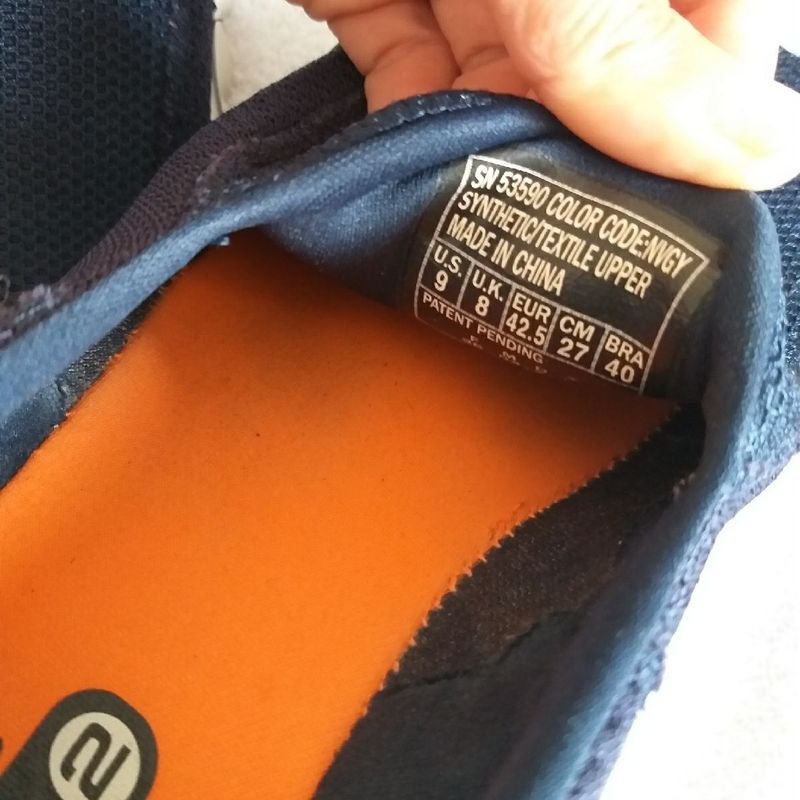 SN 53590 COLOR CODE:NVGY
SYNTHETIC/TEXTILE UPPER
MADE IN CHINA
U.S. U.K. EUR CM BRA
9 8 42.5 27 40
PATENT PENDING
2